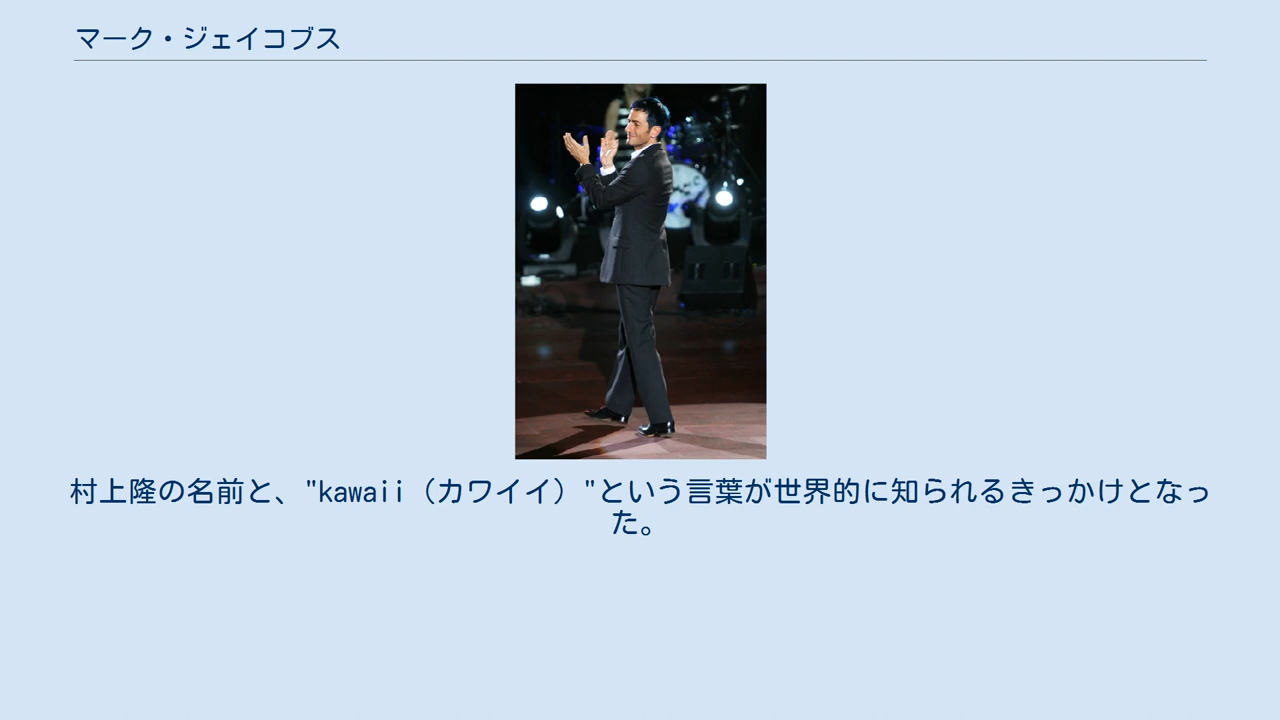 マーク・ジェイコブス
村上隆の名前と、"kawaii（カワイイ）"という言葉が世界的に知られるきっかけとなっ
た。